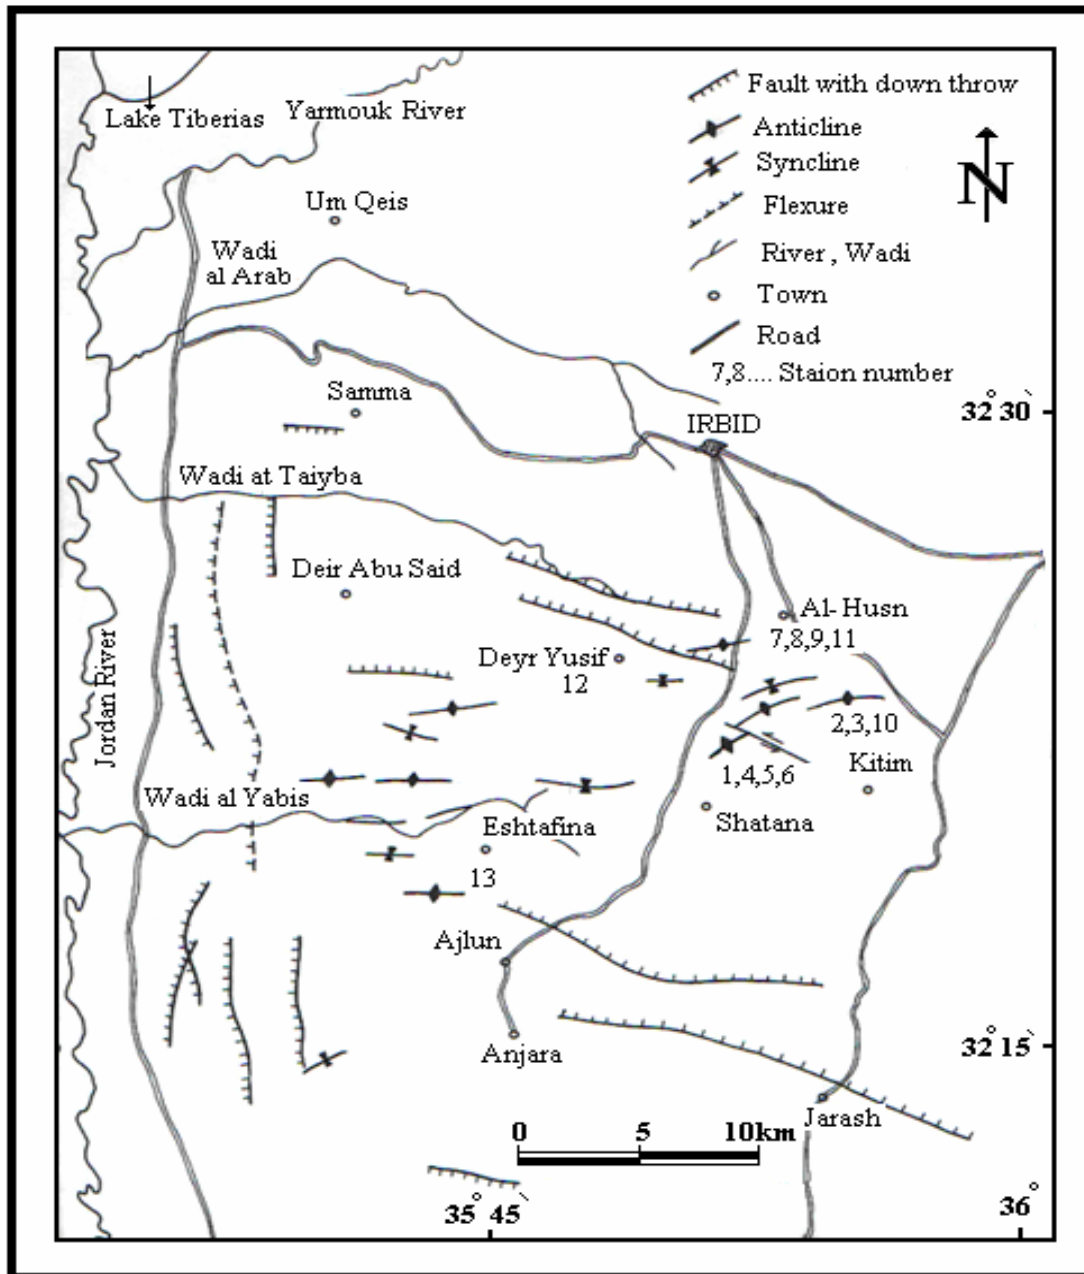 Lake Tiberias
Yarmouk River
Fault with down throw
Anticline
Syncline
Flexure
River , Wadi
Town
Road
7,8.... Staion number
N
Um Qeis
Wadi
al Arab
Samma
IRBID
32° 30`
Wadi at Taiyba
Deir Abu Said
Al-Husn
7,8,9,11
Deyr Yusif
12
2,3,10
Kitim
1,4,5,6
Shatana
Jordan River
Wadi al Yabis
Eshtafina
13
Ajlun
Anjara
32° 15`
Jarash
0 5 10km
35° 45`
36°